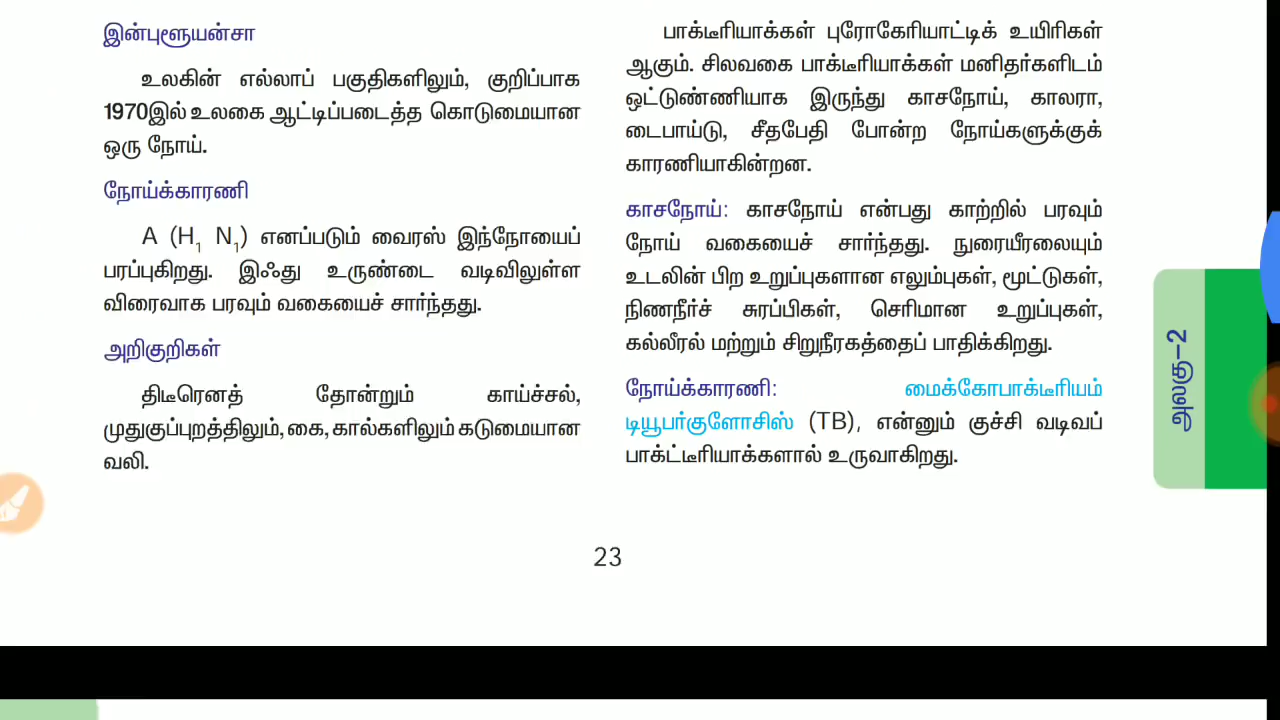 இன்புளூயன்சா
உலகின் எல்லாப் பகுதிகளிலும், குறிப்பாக
1970இல் உலகை ஆட்டிப்படைத்த கொடுமையான
ஒரு நோய்.
நோய்க்காரணி
A (H1 N1) எனப்படும் வைரஸ் இந்நோயைப்
பரப்புகிறது. இஃது உருண்டை வடிவிலுள்ள
விரைவாக பரவும் வகையைச் சார்ந்தது.
அறிகுறிகள்
திடீரெனத் தோன்றும் காய்ச்சல்,
முதுகுப்புறத்திலும், கை, கால்களிலும் கடுமையான
வலி.
பாக்டீரியாக்கள் புரோகேரியாட்டிக் உயிரிகள்
ஆகும். சிலவகை பாக்டீரியாக்கள் மனிதர்களிடம்
ஒட்டுண்ணியாக இருந்து காசநோய், காலரா,
டைபாய்டு, சீதபேதி போன்ற நோய்களுக்குக்
காரணியாகின்றன.
காசநோய்: காசநோய் என்பது காற்றில் பரவும்
நோய் வகையைச் சார்ந்தது. நுரையீரலையும்
உடலின் பிற உறுப்புகளான எலும்புகள், மூட்டுகள்,
நிணநீர்ச் சுரப்பிகள், செரிமான உறுப்புகள்,
கல்லீரல் மற்றும் சிறுநீரகத்தைப் பாதிக்கிறது.
நோய்க்காரணி: மைக்கோபாக்டீரியம்
டியூபர்குளோசிஸ் (TB), என்னும் குச்சி வடிவப்
பாக்ட்டீரியாக்களால் உருவாகிறது.
அலகு-2
23